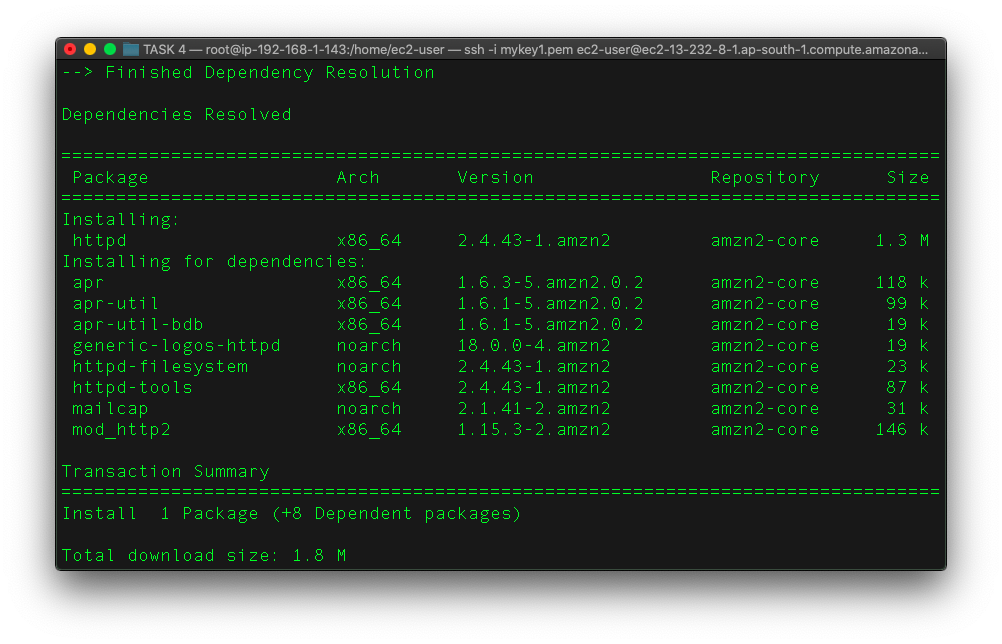 TASK 4 — root@ip-192-168-1-143:/home/ec2-user — ssh -i mykey1.pem ec2-user@ec2-13-232-8-1.ap-south-1.compute.amazona...
--> Finished Dependency Resolution
Dependencies Resolved
================================================================================
Package Arch Version Repository Size
================================================================================
Installing:
httpd x86_64 2.4.43-1.amzn2 amzn2-core 1.3 M
Installing for dependencies:
apr x86_64 1.6.3-5.amzn2.0.2 amzn2-core 118 k
apr-util x86_64 1.6.1-5.amzn2.0.2 amzn2-core 99 k
apr-util-bdb x86_64 1.6.1-5.amzn2.0.2 amzn2-core 19 k
generic-logos-httpd noarch 18.0.0-4.amzn2 amzn2-core 19 k
httpd-filesystem noarch 2.4.43-1.amzn2 amzn2-core 23 k
httpd-tools x86_64 2.4.43-1.amzn2 amzn2-core 87 k
mailcap noarch 2.1.41-2.amzn2 amzn2-core 31 k
mod_http2 x86_64 1.15.3-2.amzn2 amzn2-core 146 k
Transaction Summary
================================================================================
Install 1 Package (+8 Dependent packages)
Total download size: 1.8 M